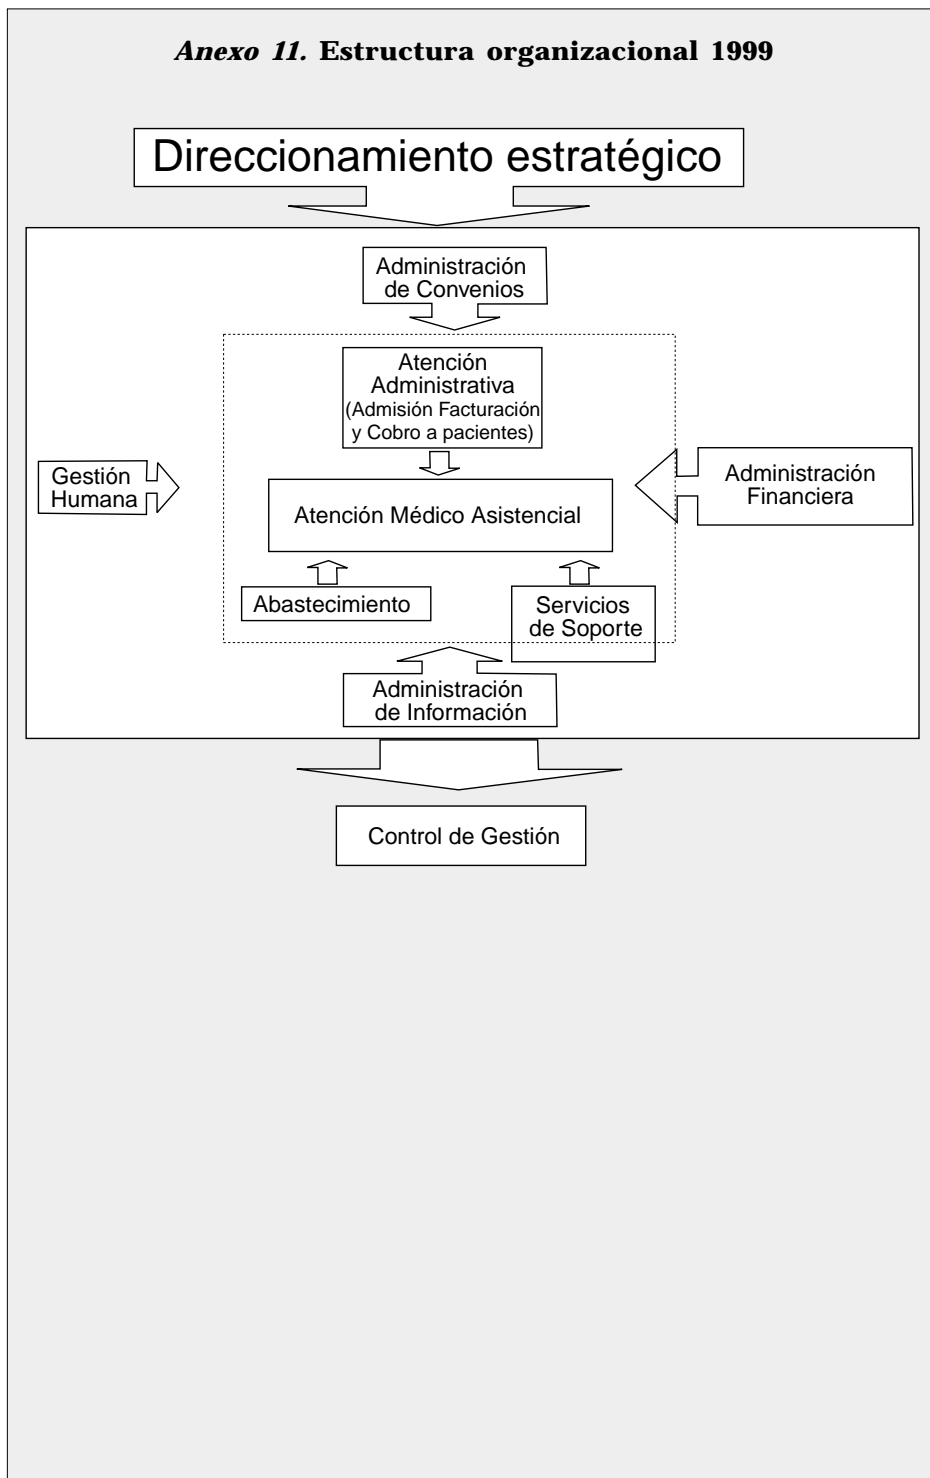 Anexo 11. Estructura organizacional 1999
Direccionamiento estratégico
Administración
de Convenios
Atención
Administrativa
(Admisión Facturación
y Cobro a pacientes)
Gestión
Humana
Atención Médico Asistencial
Administración
Financiera
Abastecimiento
Servicios
de Soporte
Administración
de Información
Control de Gestión